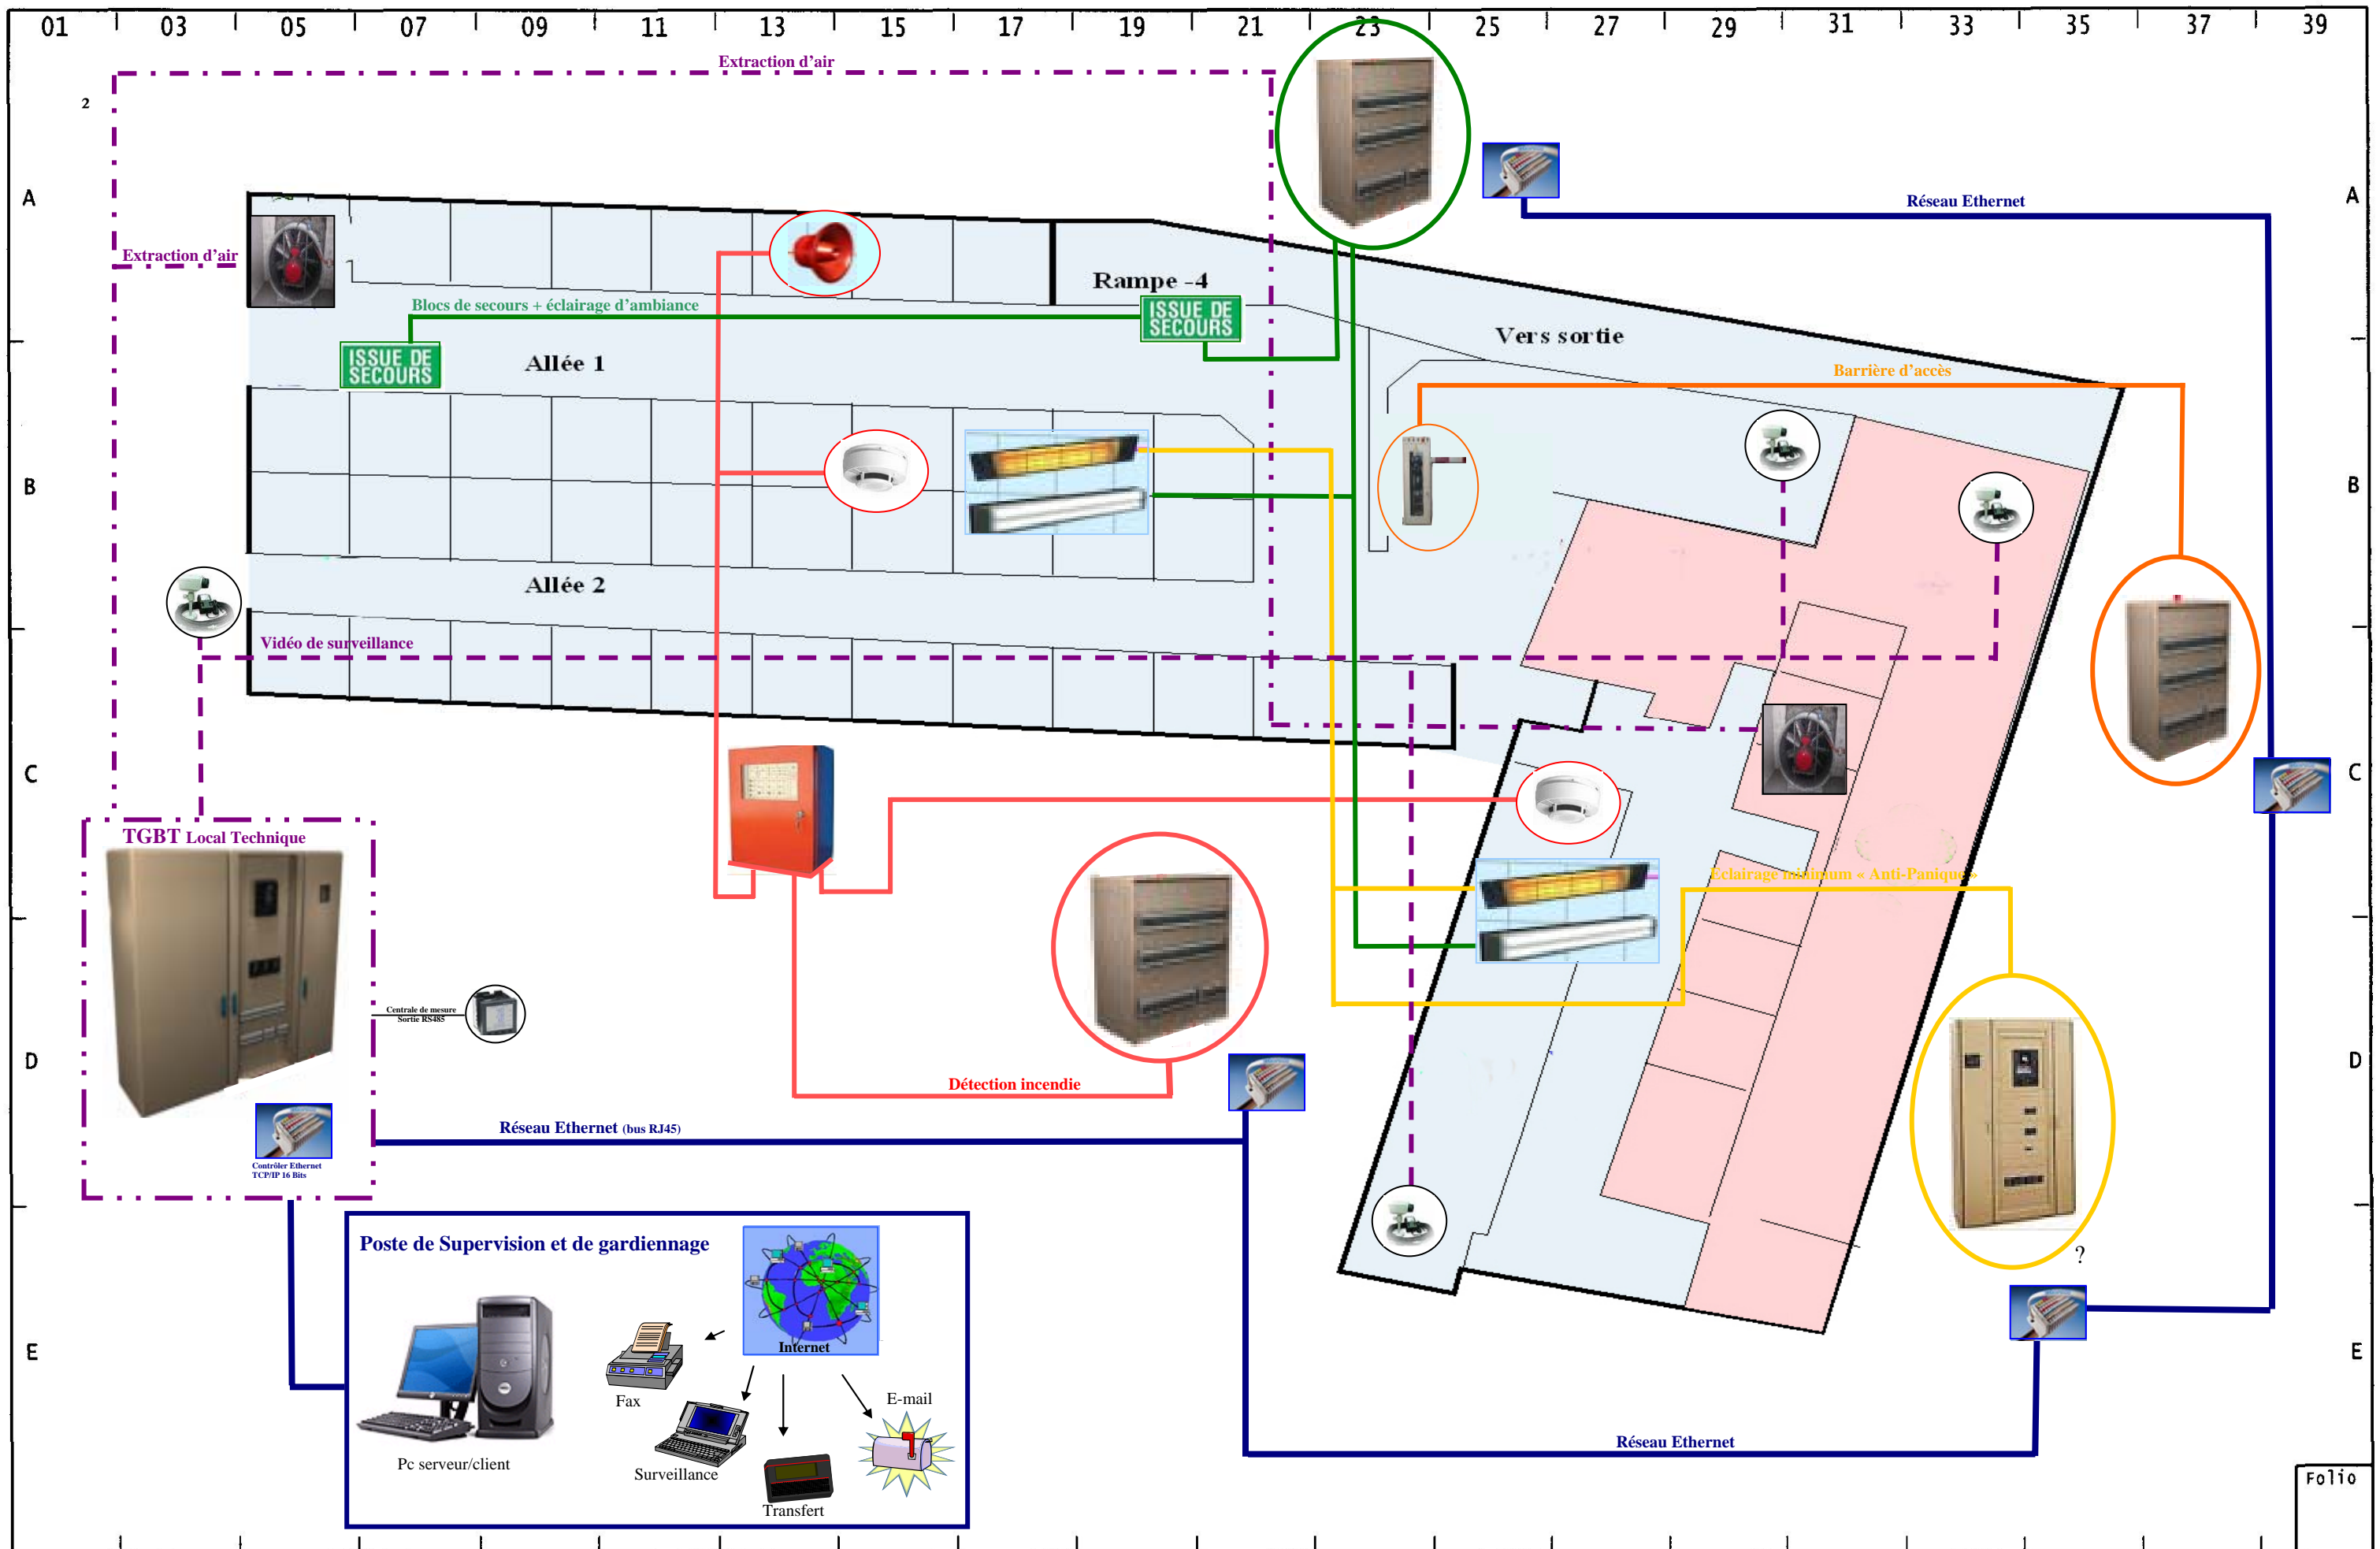 01 03 05 07 09 11 13 15 17 19 21 23 25 27 29 31 33 35 37 39
Extraction d'air
2
A
A
Réseau Ethernet
Extraction d'air
Rampe -4
Blocs de secours + éclairage d'ambiance
ISSUE DE
SECOURS
Vers sortie
ISSUE DE
SECOURS
Allée 1
Barrière d'accès
B
B
Allée 2
Vidéo de surveillance
C
C
TGBT Local Technique
Eclairage minimum « Anti-Panique »
Centrale de mesure
Sortie RS485
D
D
Détection incendie
Réseau Ethernet (bus RJ45)
Contrôler Ethernet
TCP/IP 16 Bits
Poste de Supervision et de gardiennage
?
Internet
E
E
Fax
E-mail
Pc serveur/client
Surveillance
Réseau Ethernet
Transfert
Folio